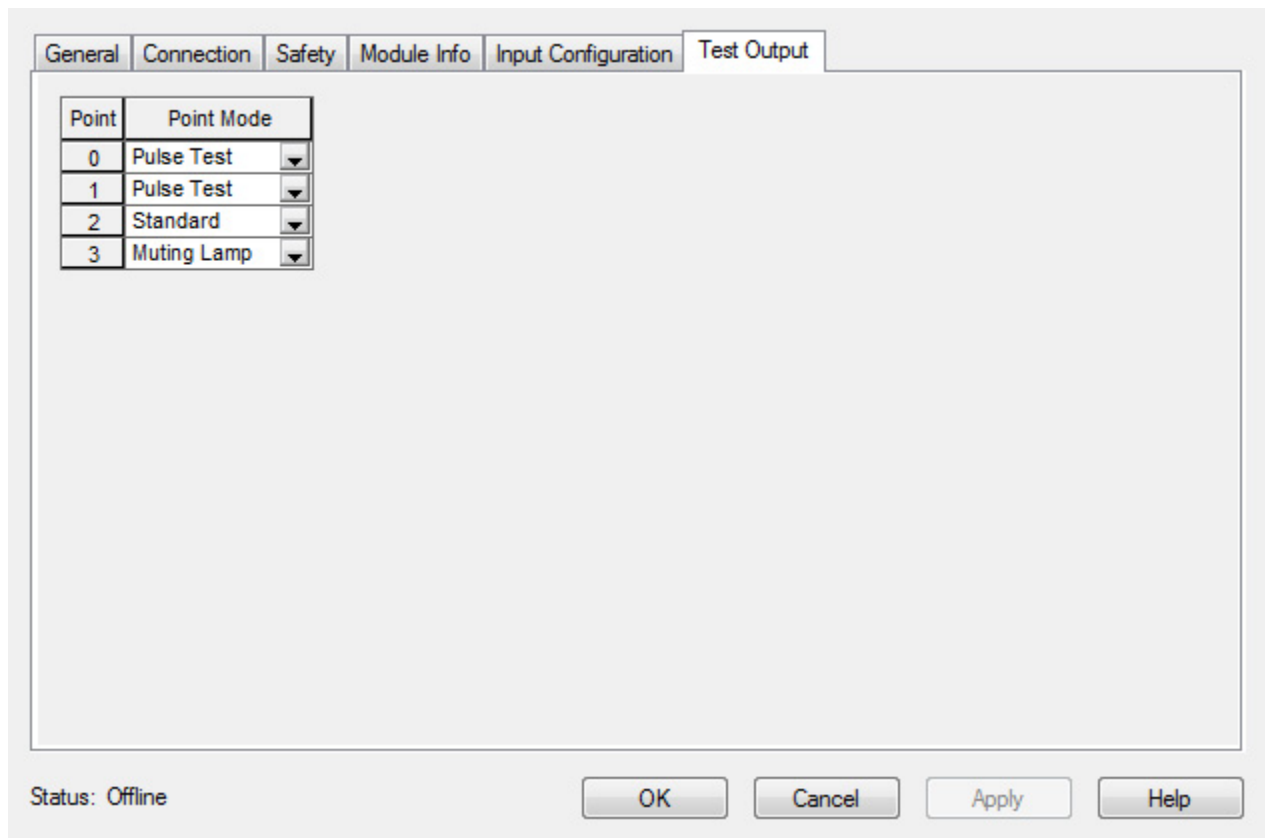 General Connection Safety Module Info Input Configuration Test Output
Point Point Mode
0 Pulse Test
1 Pulse Test
2 Standard
3 Muting Lamp
Status: Offline OK Cancel Apply Help